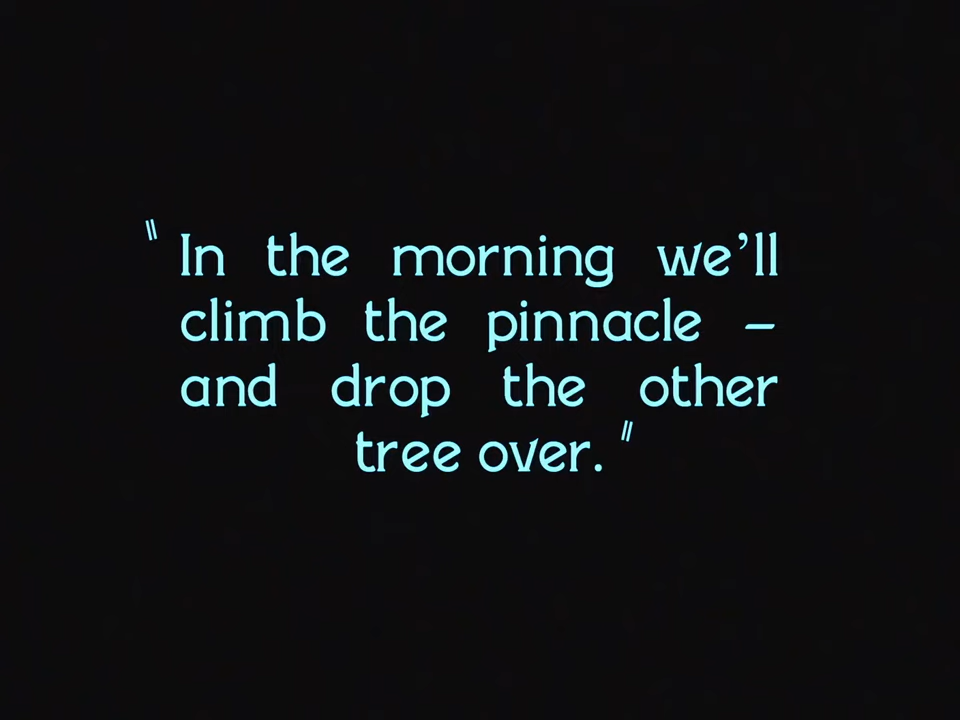 "In the morning we'll
climb the pinnacle –
and drop the other
tree over."